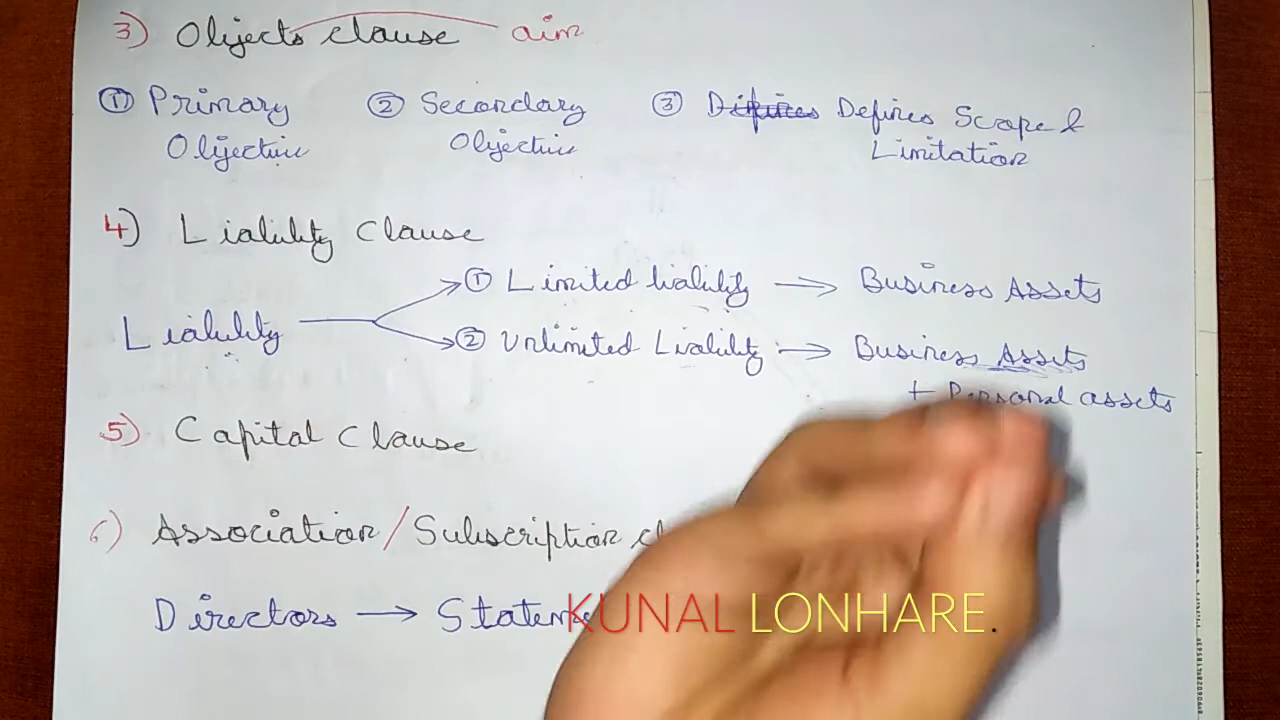 3) Objects clause aim
① Primary Objective
② Secondary Objective
③ Defines Scope & Limitation
4) Liability Clause
Liability
① Limited liability → Business Assets
② Unlimited Liability → Business Assets
+ Personal assets
5) Capital Clause
6) Association/Subscription
Directors →
KUNAL LONHARE.